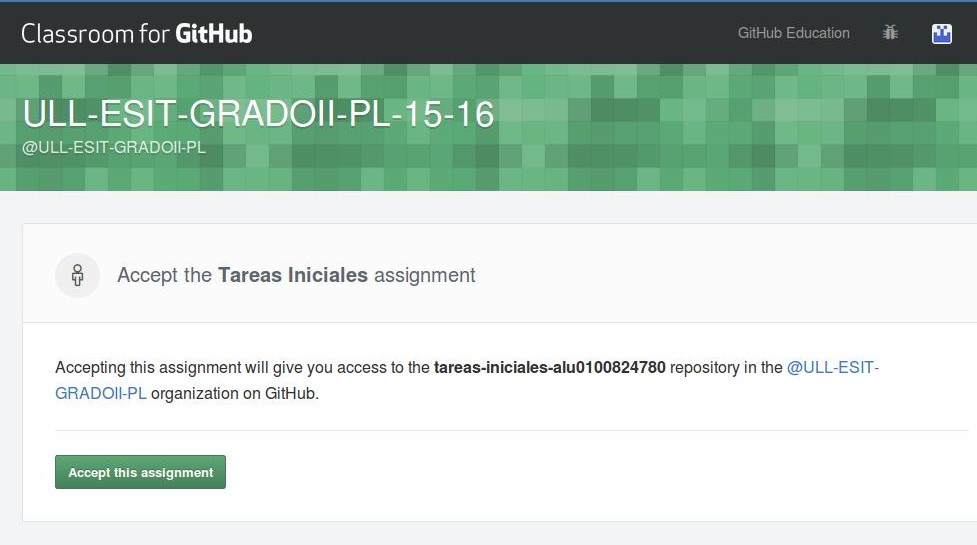 Classroom for GitHub
GitHub Education
ULL-ESIT-GRADOII-PL-15-16
@ULL-ESIT-GRADOII-PL
Accept the Tareas Iniciales assignment
Accepting this assignment will give you access to the tareas-iniciales-alu0100824780 repository in the @ULL-ESIT-
GRADOII-PL organization on GitHub.
Accept this assignment